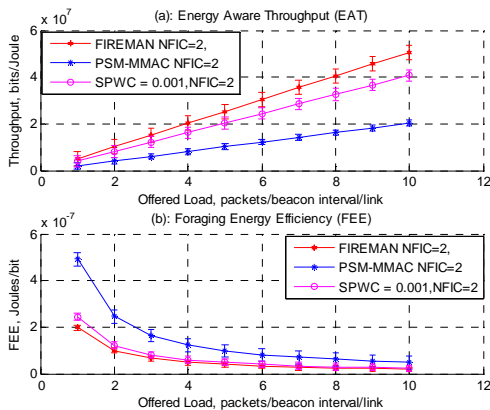 (a): Energy Aware Throughput (EAT)
x 10^7
Throughput, bits/Joule
6
4
2
0
FIREMAN NFIC=2,
PSM-MMAC NFIC=2
SPWC = 0.001,NFIC=2
0 2 4 6 8 10 12
Offered Load, packets/beacon interval/link
(b): Foraging Energy Efficiency (FEE)
x 10^-7
FEE, Joules/bit
6
4
2
0
FIREMAN NFIC=2,
PSM-MMAC NFIC=2
SPWC = 0.001,NFIC=2
0 2 4 6 8 10 12
Offered Load, packets/beacon interval/link